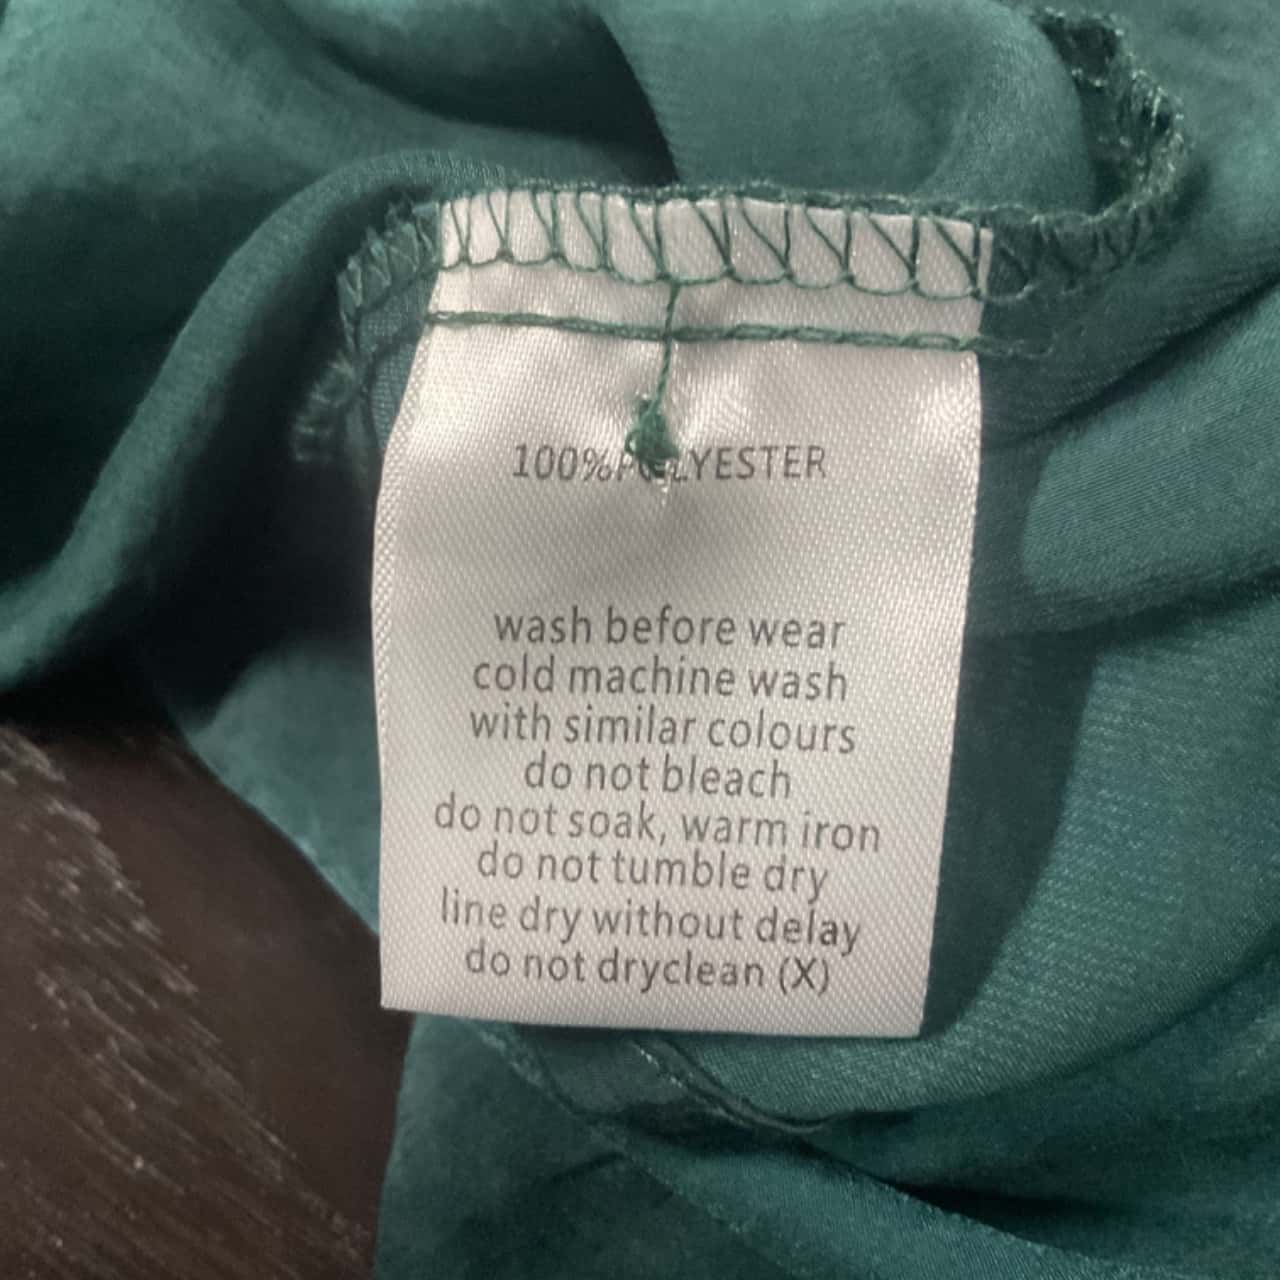 100%POLYESTER
wash before wear
cold machine wash
with similar colours
do not bleach
do not soak, warm iron
do not tumble dry
line dry without delay
do not dryclean (X)